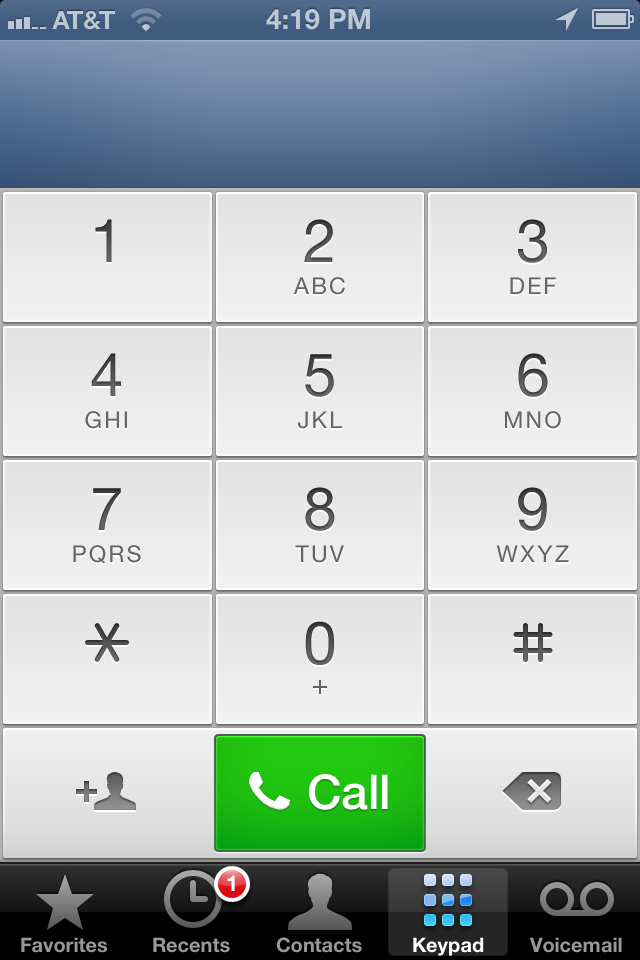 AT&T 4:19 PM
1 2 3
ABC DEF
4 5 6
GHI JKL MNO
7 8 9
PQRS TUV WXYZ
* 0 #
+
+ Call
1
Favorites Recents Contacts Keypad Voicemail